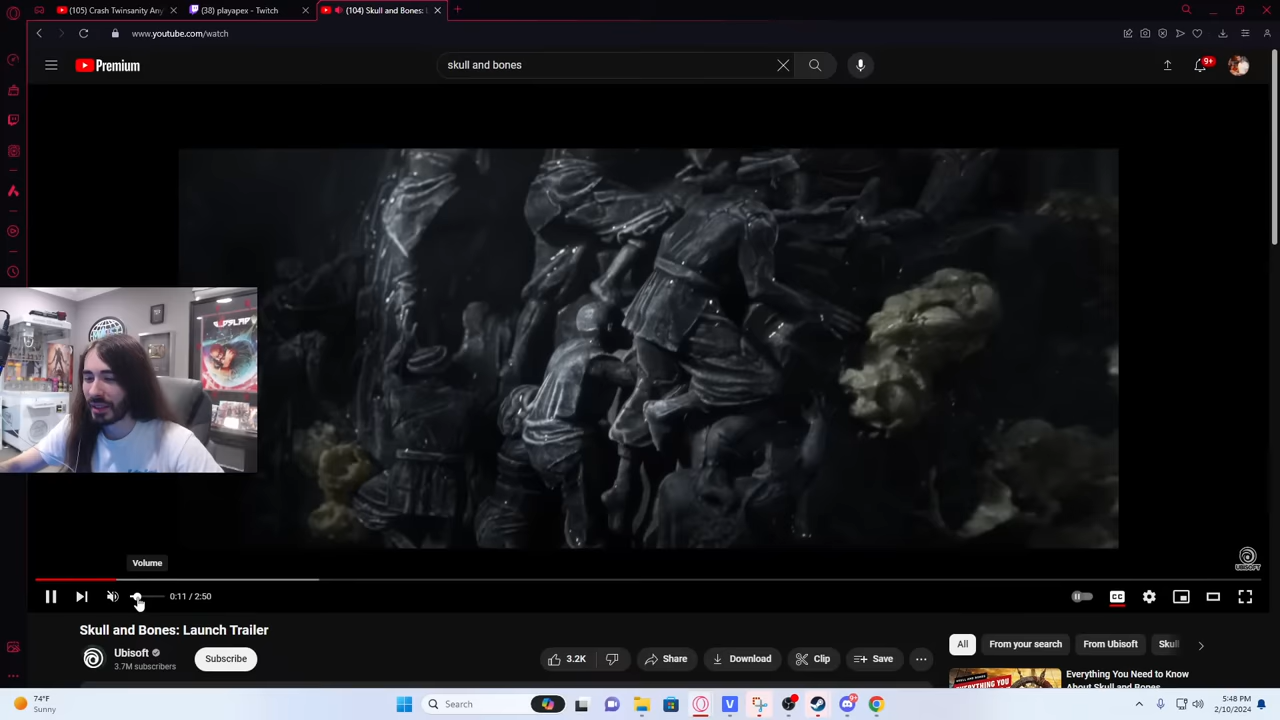 (105) Crash Twinsanity Any
(38) playapex - Twitch
(104) Skull and Bones: L
www.youtube.com/watch
Premium
skull and bones
9+
UBISOFT
Volume
0:11 / 2:50
CC
Skull and Bones: Launch Trailer
Ubisoft
3.7M subscribers
Subscribe
3.2K
Share
Download
Clip
Save
All
From your search
From Ubisoft
Skull
Everything You Need to Know
About Skull and Bones
74°F
Sunny
Search
5:48 PM
2/10/2024